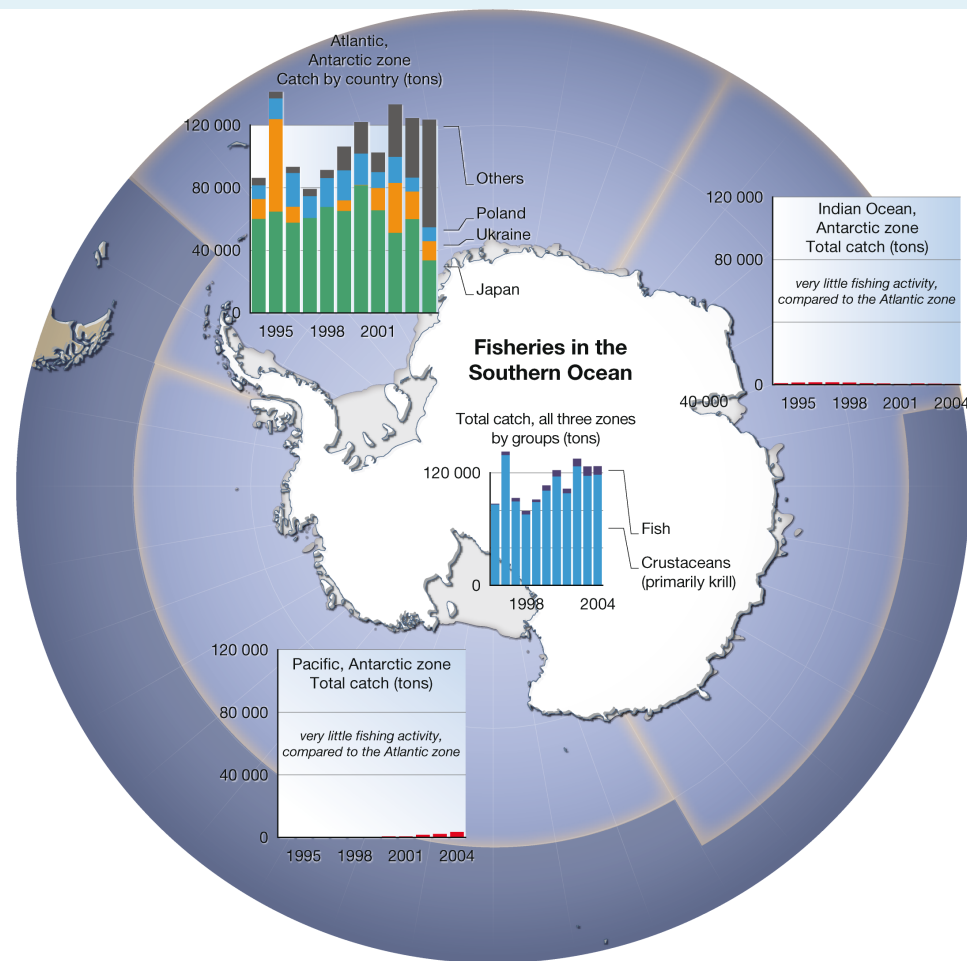 Atlantic,
Antarctic zone
Catch by country (tons)
120 000
80 000
40 000
0
1995 1998 2001
Others
Poland
Ukraine
Japan
120 000
80 000
0
40 000
Indian Ocean,
Antarctic zone
Total catch (tons)
very little fishing activity,
compared to the Atlantic zone
1995 1998 2001 2004
Fisheries in the
Southern Ocean
Total catch, all three zones
by groups (tons)
120 000
0
1998 2004
Fish
Crustaceans
(primarily krill)
120 000
80 000
40 000
0
Pacific, Antarctic zone
Total catch (tons)
very little fishing activity,
compared to the Atlantic zone
1995 1998 2001 2004